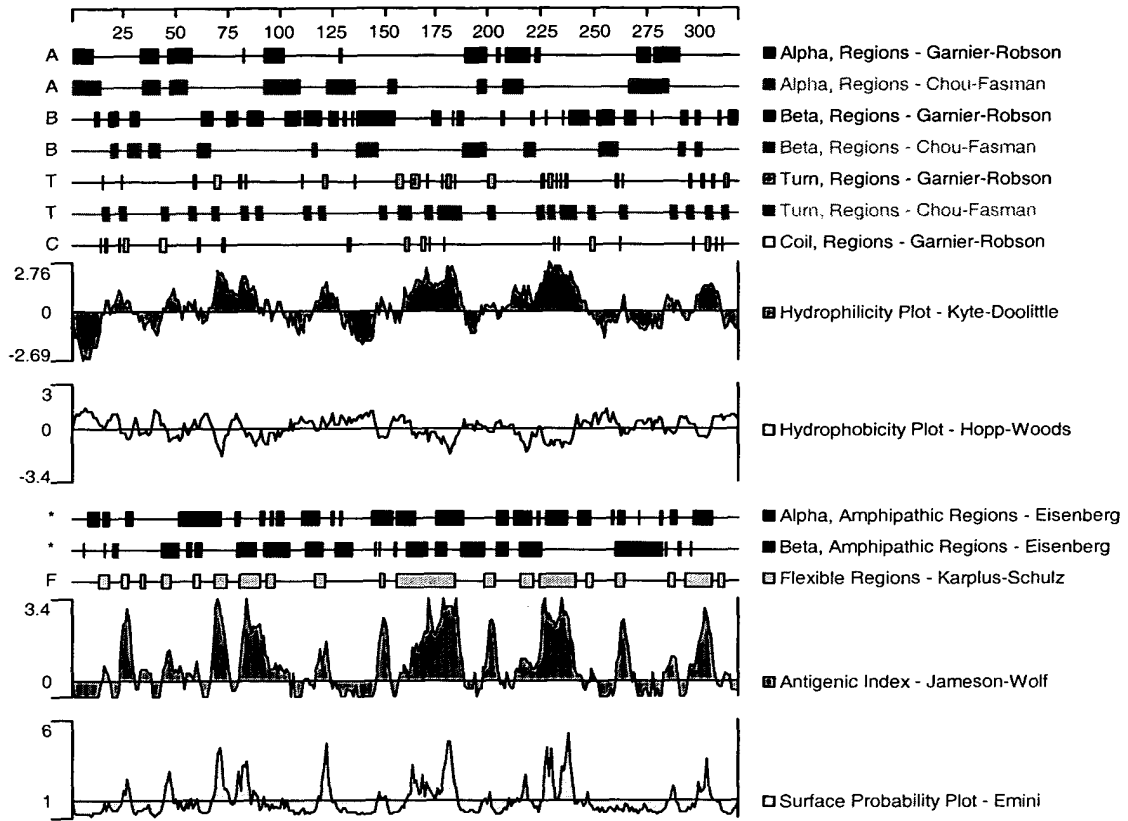 25 50 75 100 125 150 175 200 225 250 275 300
A Alpha, Regions - Garnier-Robson
A Alpha, Regions - Chou-Fasman
B Beta, Regions - Garnier-Robson
B Beta, Regions - Chou-Fasman
T Turn, Regions - Garnier-Robson
T Turn, Regions - Chou-Fasman
C Coil, Regions - Garnier-Robson
2.76
0 Hydrophilicity Plot - Kyte-Doolittle
-2.69
3
0 Hydrophobicity Plot - Hopp-Woods
-3.4
* Alpha, Amphipathic Regions - Eisenberg
* Beta, Amphipathic Regions - Eisenberg
F Flexible Regions - Karplus-Schulz
3.4
0 Antigenic Index - Jameson-Wolf
6
1 Surface Probability Plot - Emini